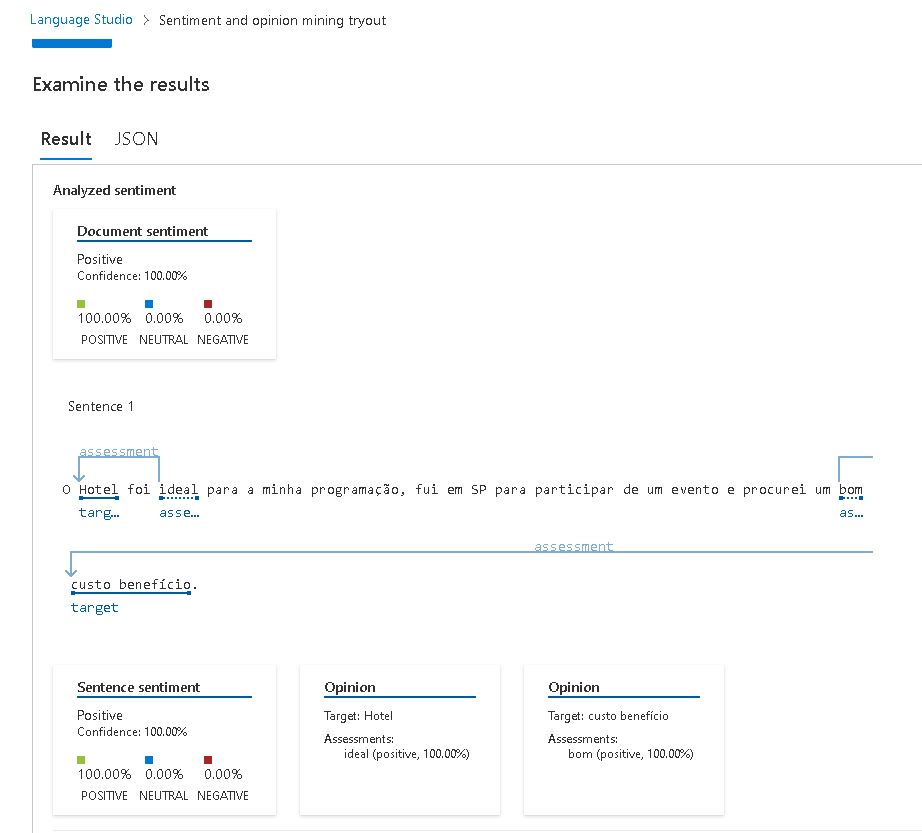 Language Studio > Sentiment and opinion mining tryout
Examine the results
Result JSON
Analyzed sentiment
Document sentiment
Positive
Confidence: 100.00%
100.00% 0.00% 0.00%
POSITIVE NEUTRAL NEGATIVE
Sentence 1
assessment
O Hotel foi ideal para a minha programação, fui em SP para participar de um evento e procurei um bom
targ… asse… as…
assessment
custo benefício.
target
Sentence sentiment
Positive
Confidence: 100.00%
100.00% 0.00% 0.00%
POSITIVE NEUTRAL NEGATIVE
Opinion
Target: Hotel
Assessments:
ideal (positive, 100.00%)
Opinion
Target: custo benefício
Assessments:
bom (positive, 100.00%)